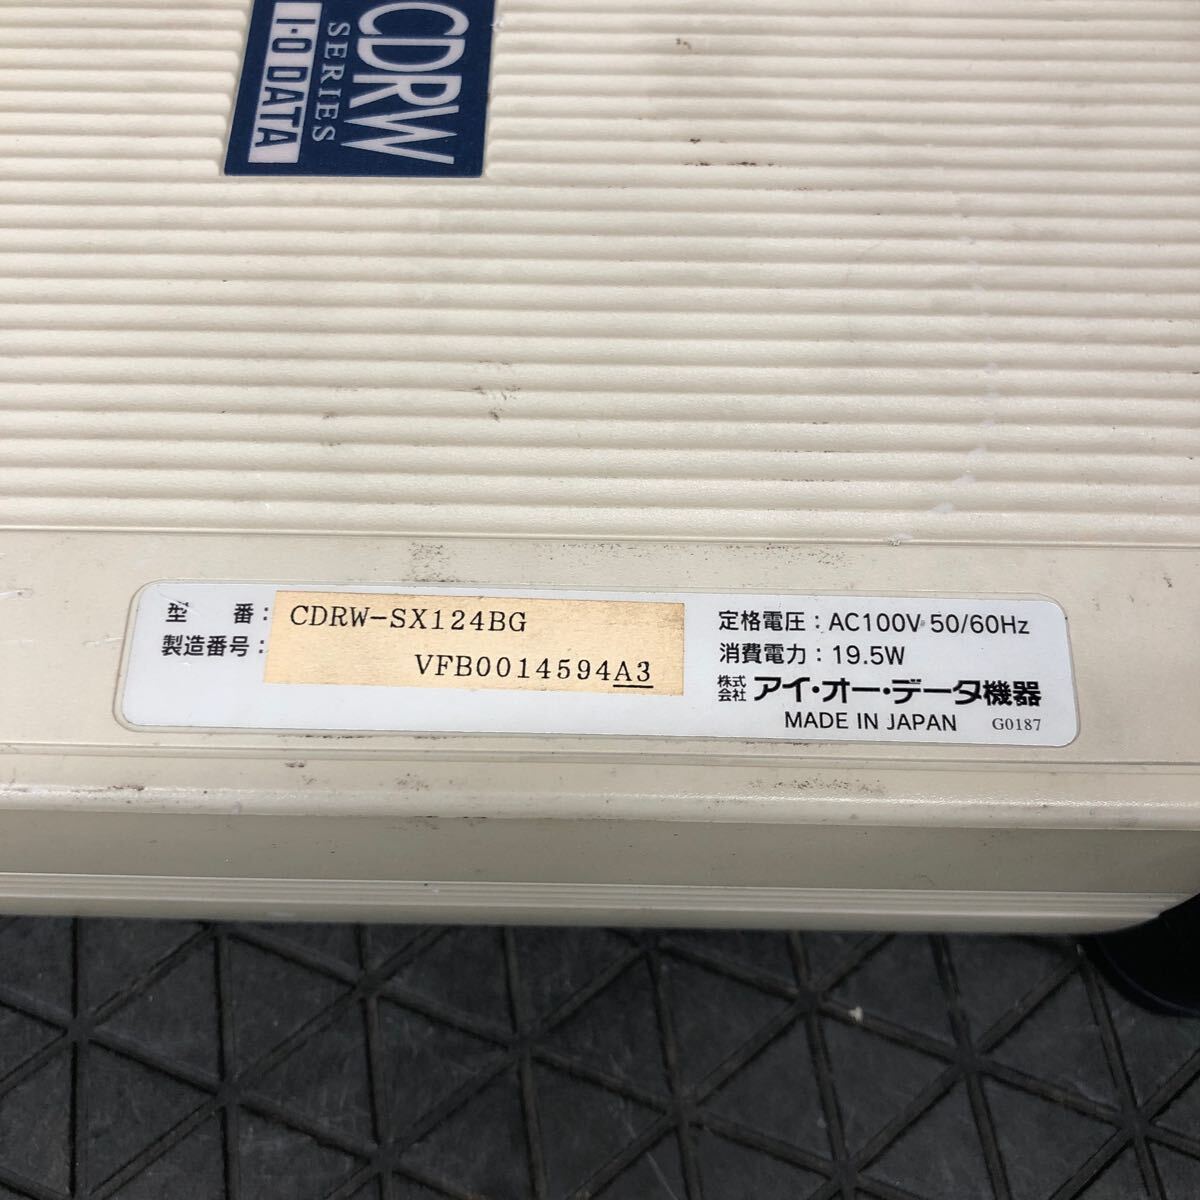 CDRW
SERIES
I·O DATA
型 番： CDRW-SX124BG
製造番号： VFB0014594A3
定格電圧：AC100V 50/60Hz
消費電力：19.5W
株式会社 アイ・オー・データ機器
MADE IN JAPAN G0187